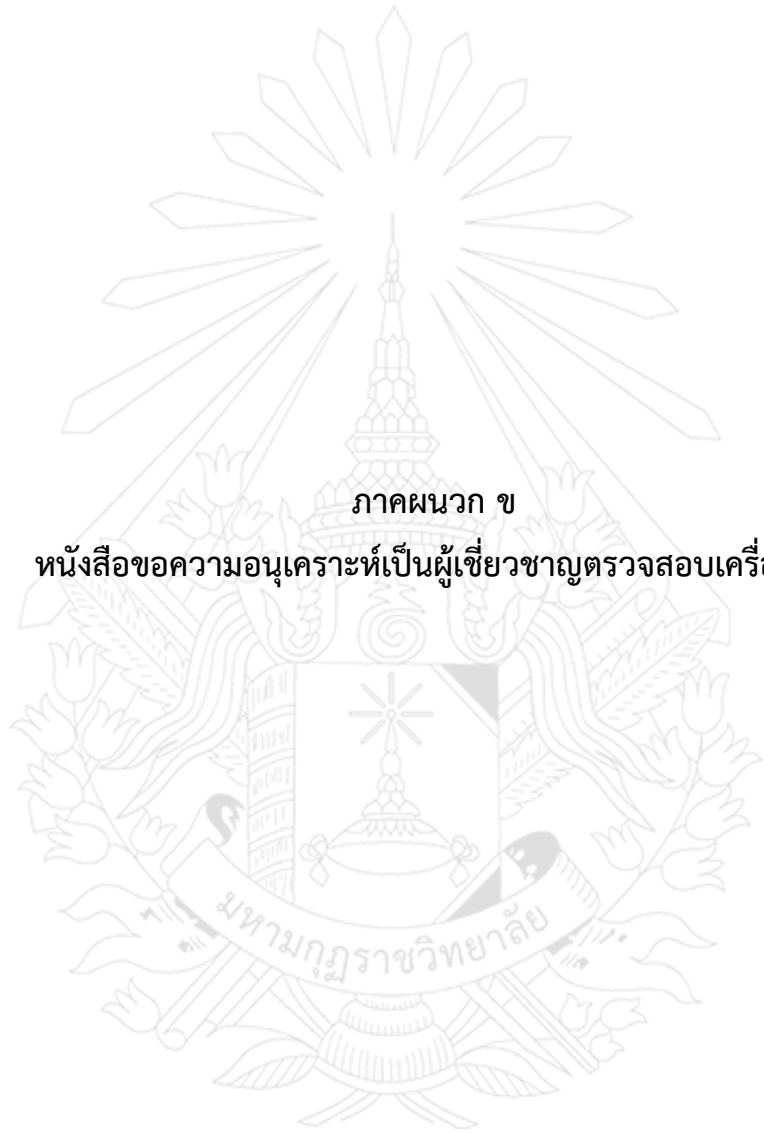 ภาคผนวก ข
หนังสือขอความอนุเคราะห์เป็นผู้เชี่ยวชาญตรวจสอบ
มหามกุฏราชวิทยาลัย